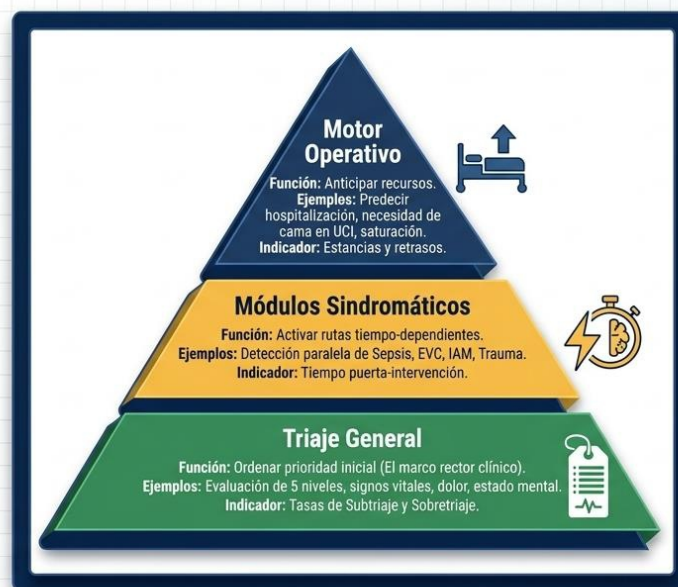 Motor
Operativo
Función: Anticipar recursos.
Ejemplos: Predecir
hospitalización, necesidad de
cama en UCI, saturación.
Indicador: Estancias y retrasos.
Módulos Sindromáticos
Función: Activar rutas tiempo-dependientes.
Ejemplos: Detección paralela de Sepsis, EVC, IAM, Trauma.
Indicador: Tiempo puerta-intervención.
Triaje General
Función: Ordenar prioridad inicial (El marco rector clínico).
Ejemplos: Evaluación de 5 niveles, signos vitales, dolor, estado mental.
Indicador: Tasas de Subtriaje y Sobretriaje.